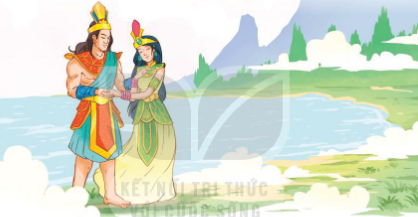 KẾT NỐI TRI THỨC
VỚI CUỘC SỐNG